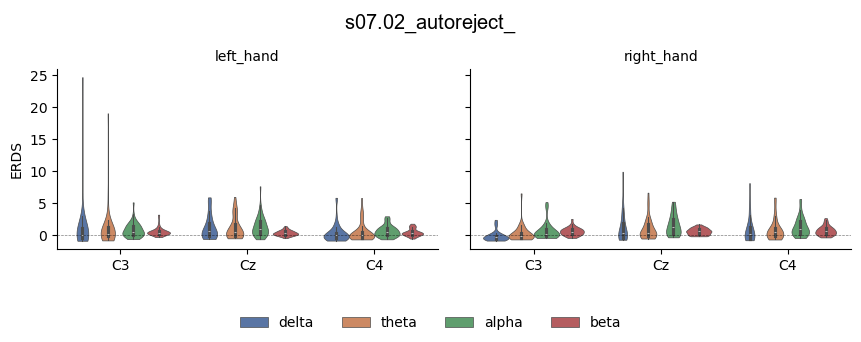 s07.02_autoreject_
left_hand
right_hand
25
20
15
10
5
0
ERDS
C3
Cz
C4
C3
Cz
C4
delta
theta
alpha
beta